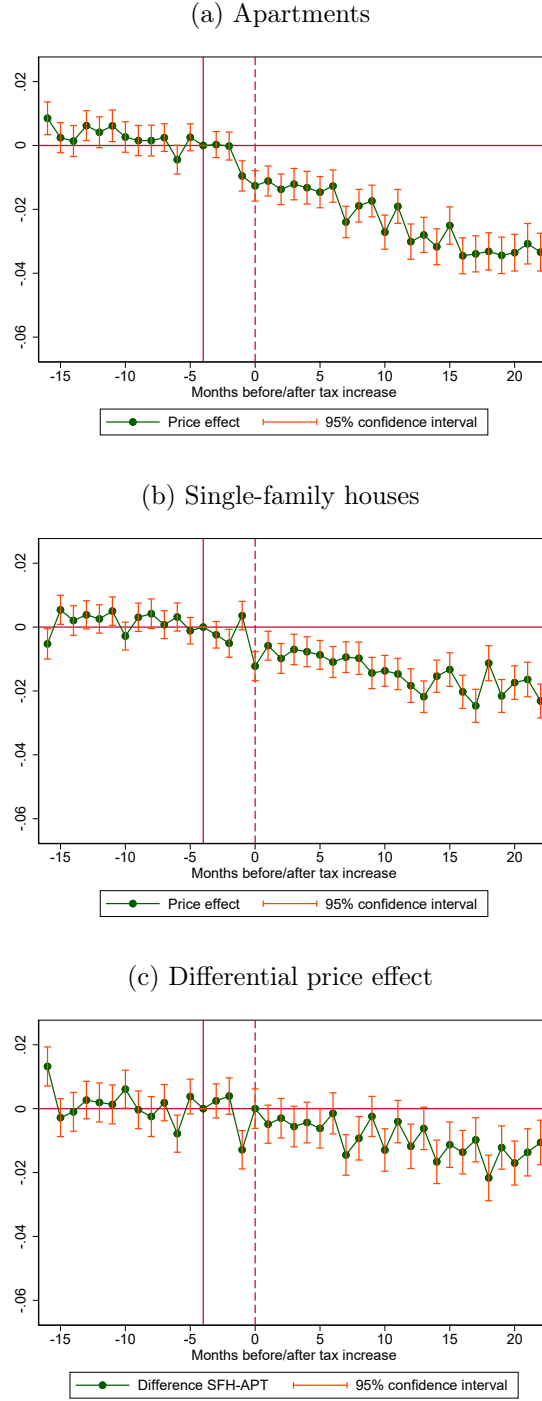 (a) Apartments
.02
0
-.02
-.04
-.06
-15 -10 -5 0 5 10 15 20
Months before/after tax increase
Price effect 95% confidence interval
(b) Single-family houses
.02
0
-.02
-.04
-.06
-15 -10 -5 0 5 10 15 20
Months before/after tax increase
Price effect 95% confidence interval
(c) Differential price effect
.02
0
-.02
-.04
-.06
-15 -10 -5 0 5 10 15 20
Months before/after tax increase
Difference SFH-APT 95% confidence interval